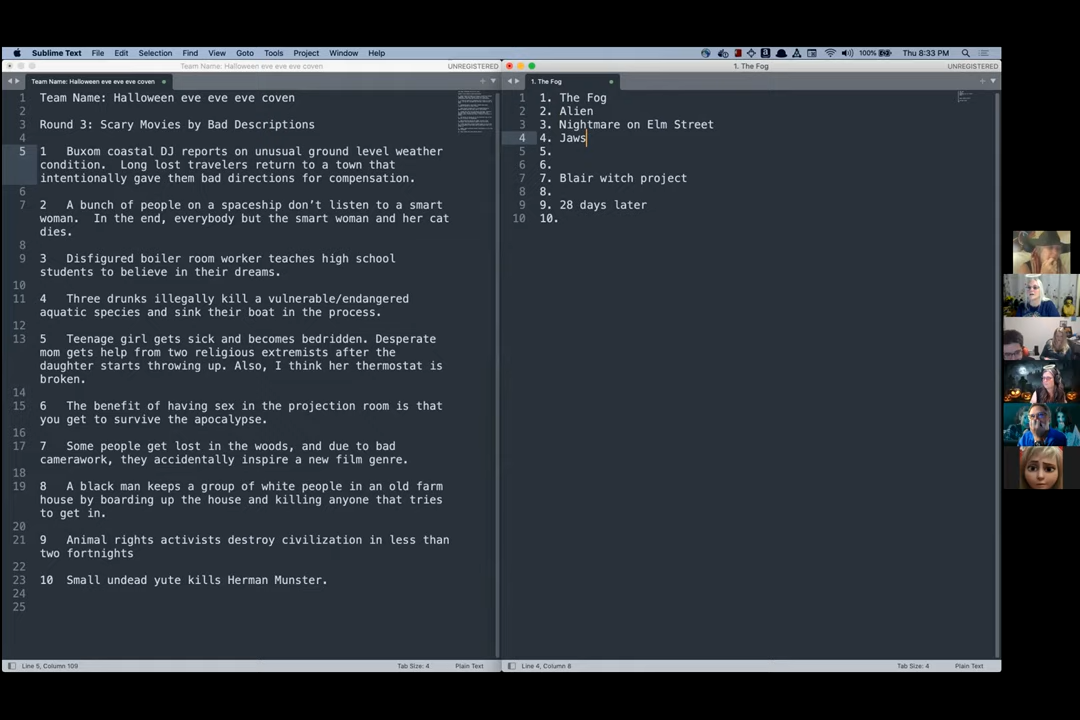 Sublime Text File Edit Selection Find View Goto Tools Project Window Help 100% Thu 8:33 PM
Team Name: Halloween eve eve eve coven UNREGISTERED
Team Name: Halloween eve eve eve coven
1 Team Name: Halloween eve eve eve coven
2
3 Round 3: Scary Movies by Bad Descriptions
4
5 1 Buxom coastal DJ reports on unusual ground level weather
condition. Long lost travelers return to a town that
intentionally gave them bad directions for compensation.
6
7 2 A bunch of people on a spaceship don’t listen to a smart
woman. In the end, everybody but the smart woman and her cat
dies.
8
9 3 Disfigured boiler room worker teaches high school
students to believe in their dreams.
10
11 4 Three drunks illegally kill a vulnerable/endangered
aquatic species and sink their boat in the process.
12
13 5 Teenage girl gets sick and becomes bedridden. Desperate
mom gets help from two religious extremists after the
daughter starts throwing up. Also, I think her thermostat is
broken.
14
15 6 The benefit of having sex in the projection room is that
you get to survive the apocalypse.
16
17 7 Some people get lost in the woods, and due to bad
camerawork, they accidentally inspire a new film genre.
18
19 8 A black man keeps a group of white people in an old farm
house by boarding up the house and killing anyone that tries
to get in.
20
21 9 Animal rights activists destroy civilization in less than
two fortnights
22
23 10 Small undead yute kills Herman Munster.
24
25
Line 5, Column 109 Tab Size: 4 Plain Text
1. The Fog UNREGISTERED
1. The Fog
1 1. The Fog
2 2. Alien
3 3. Nightmare on Elm Street
4 4. Jaws
5 5.
6 6.
7 7. Blair witch project
8 8.
9 9. 28 days later
10 10.
Line 4, Column 8 Tab Size: 4 Plain Text